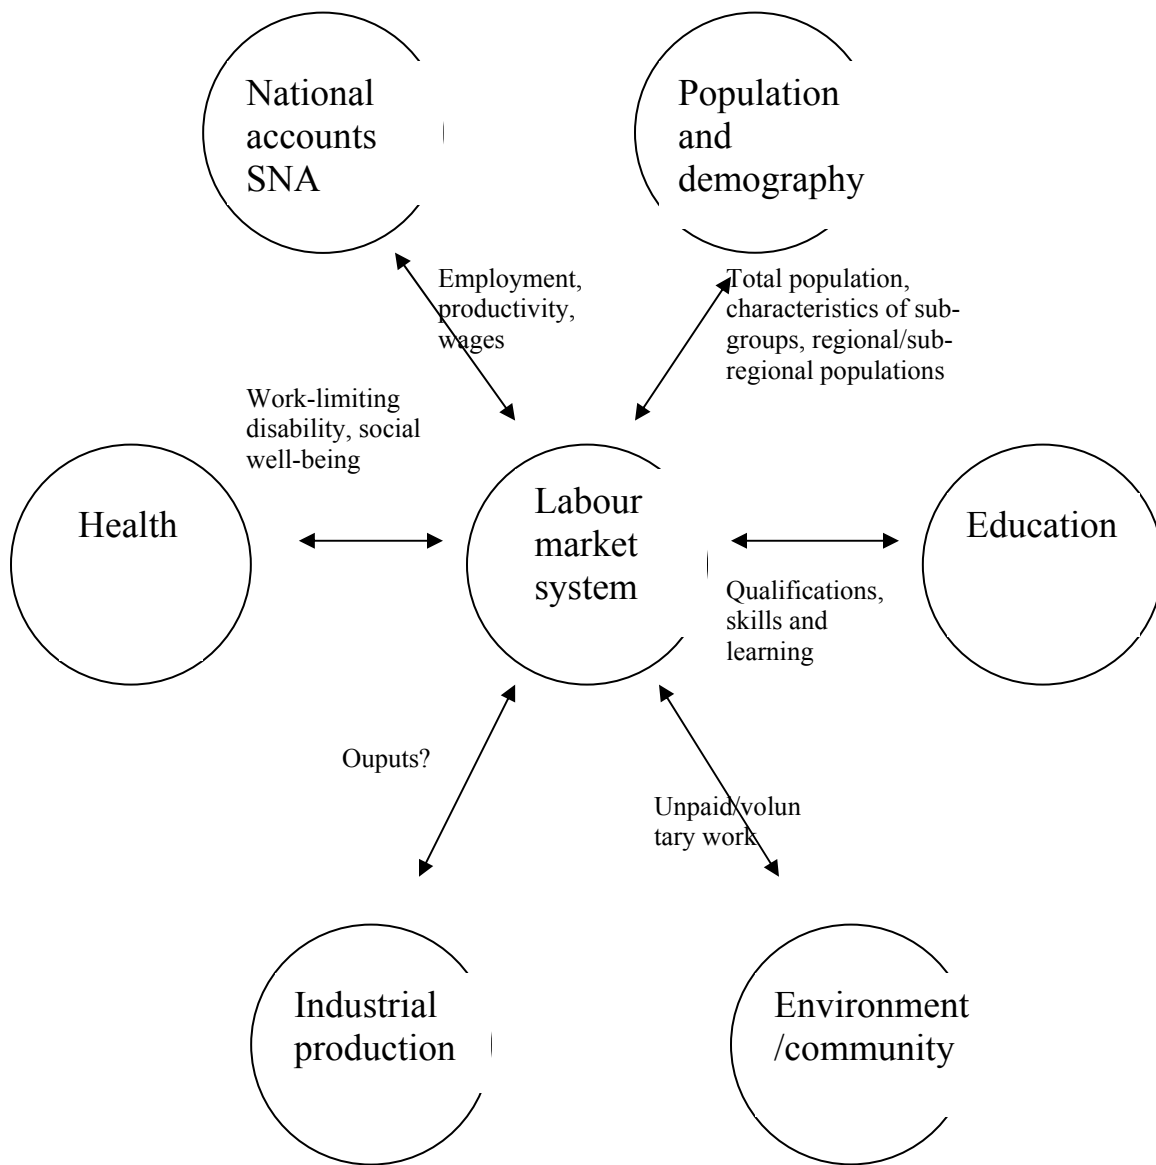 National
accounts
SNA
Population
and
demography
Employment,
productivity,
wages
Total population,
characteristics of sub-
groups, regional/sub-
regional populations
Work-limiting
disability, social
well-being
Health
Labour
market
system
Education
Qualifications,
skills and
learning
Ouputs?
Unpaid/volun
tary work
Industrial
production
Environment
/community